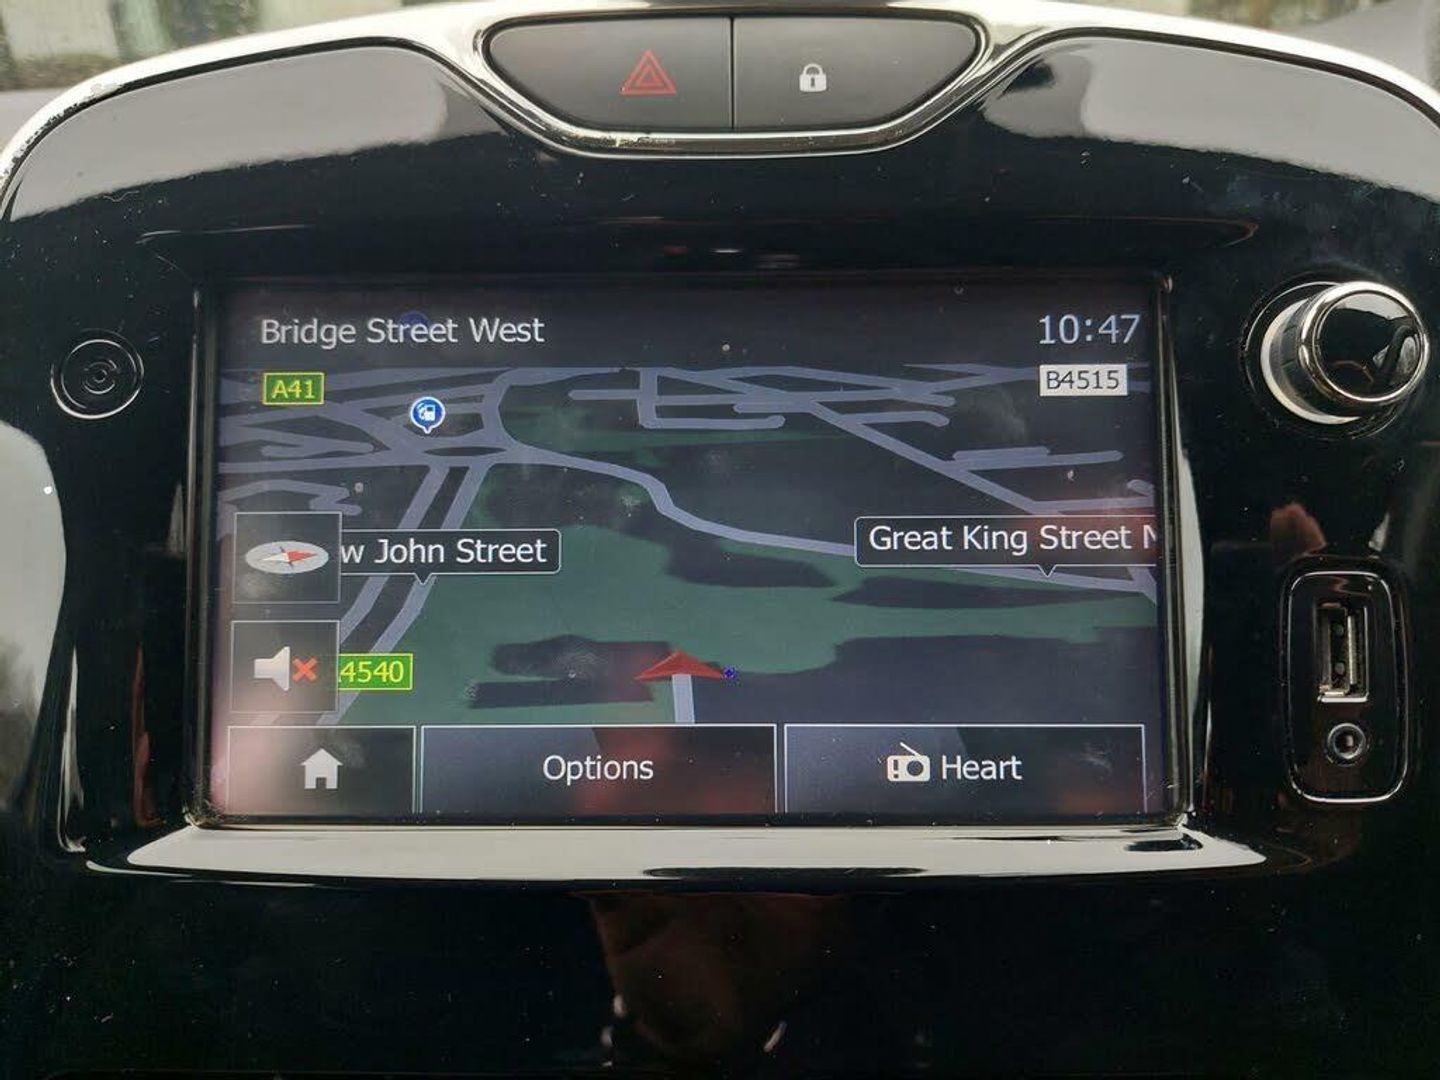 Bridge Street West
10:47
A41
B4515
w John Street
Great King Street N
4540
Options
Heart